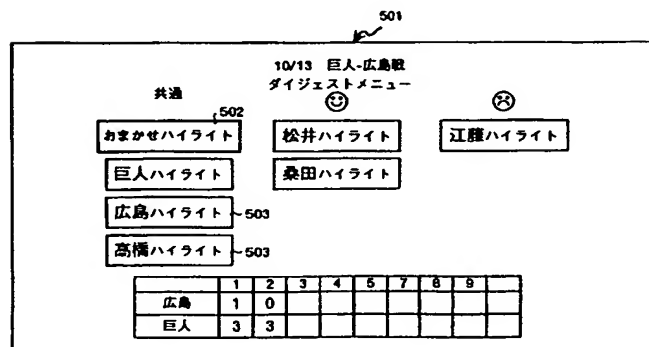 501
10/13 巨人-広島戦
ダイジェストメニュー
共通
502
おまかせハイライト 松井ハイライト 江藤ハイライト
巨人ハイライト 桑田ハイライト
広島ハイライト 503
高橋ハイライト 503
1 2 3 4 5 7 8 9
広島 1 0
巨人 3 3